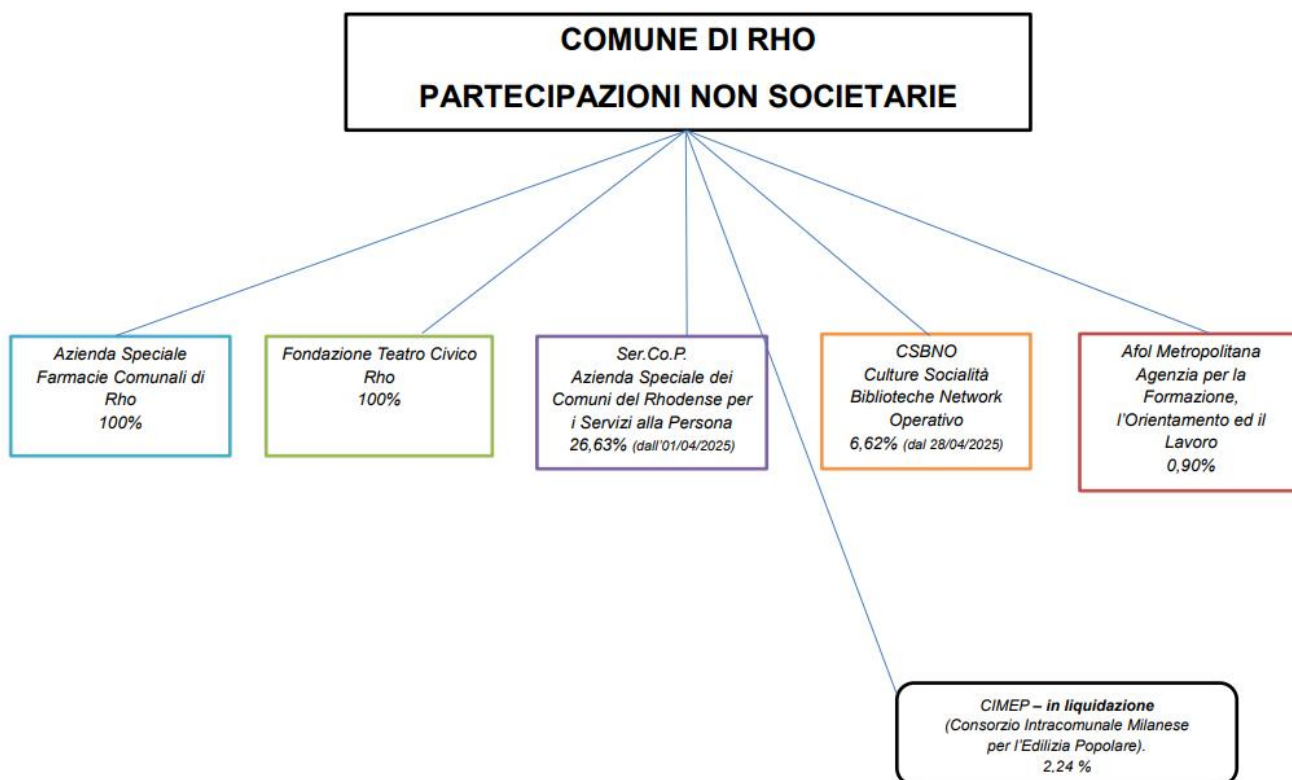 COMUNE DI RHO
PARTECIPAZIONI NON SOCIETARIE
Azienda Speciale
Farmacie Comunali di
Rho
100%
Fondazione Teatro Civico
Rho
100%
Ser.Co.P.
Azienda Speciale dei
Comuni del Rhodense per
i Servizi alla Persona
26,63% (dall'01/04/2025)
CSBNO
Culture Socialità
Biblioteche Network
Operativo
6,62% (dal 28/04/2025)
Afol Metropolitana
Agenzia per la
Formazione,
l'Orientamento ed il
Lavoro
0,90%
CIMEP – in liquidazione
(Consorzio Intracomunale Milanese
per l'Edilizia Popolare).
2,24 %